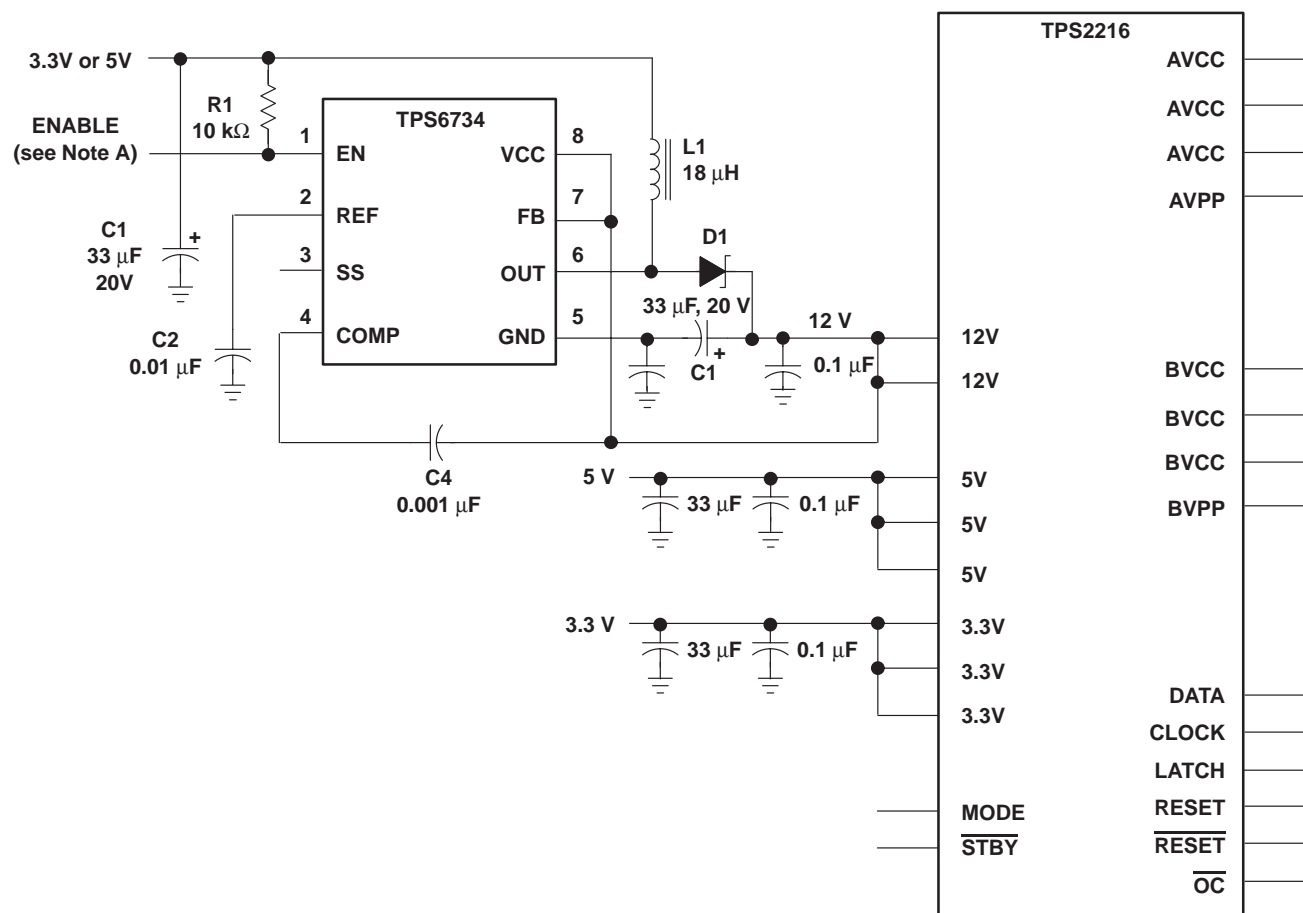 TPS2216
3.3V or 5V
AVCC
R1
10 kΩ
AVCC
ENABLE
(see Note A)
TPS6734
1
EN
8
VCC
L1
18 μH
AVCC
2
REF
7
FB
AVPP
C1
33 μF
20V
+
3
SS
6
OUT
D1
33 μF, 20 V
4
COMP
5
GND
C1
+
12 V
0.1 μF
12V
12V
C2
0.01 μF
BVCC
BVCC
C4
0.001 μF
5 V
33 μF
0.1 μF
5V
BVCC
5V
BVPP
5V
3.3 V
33 μF
0.1 μF
3.3V
3.3V
3.3V
DATA
CLOCK
LATCH
MODE
RESET
STBY
RESET
OC